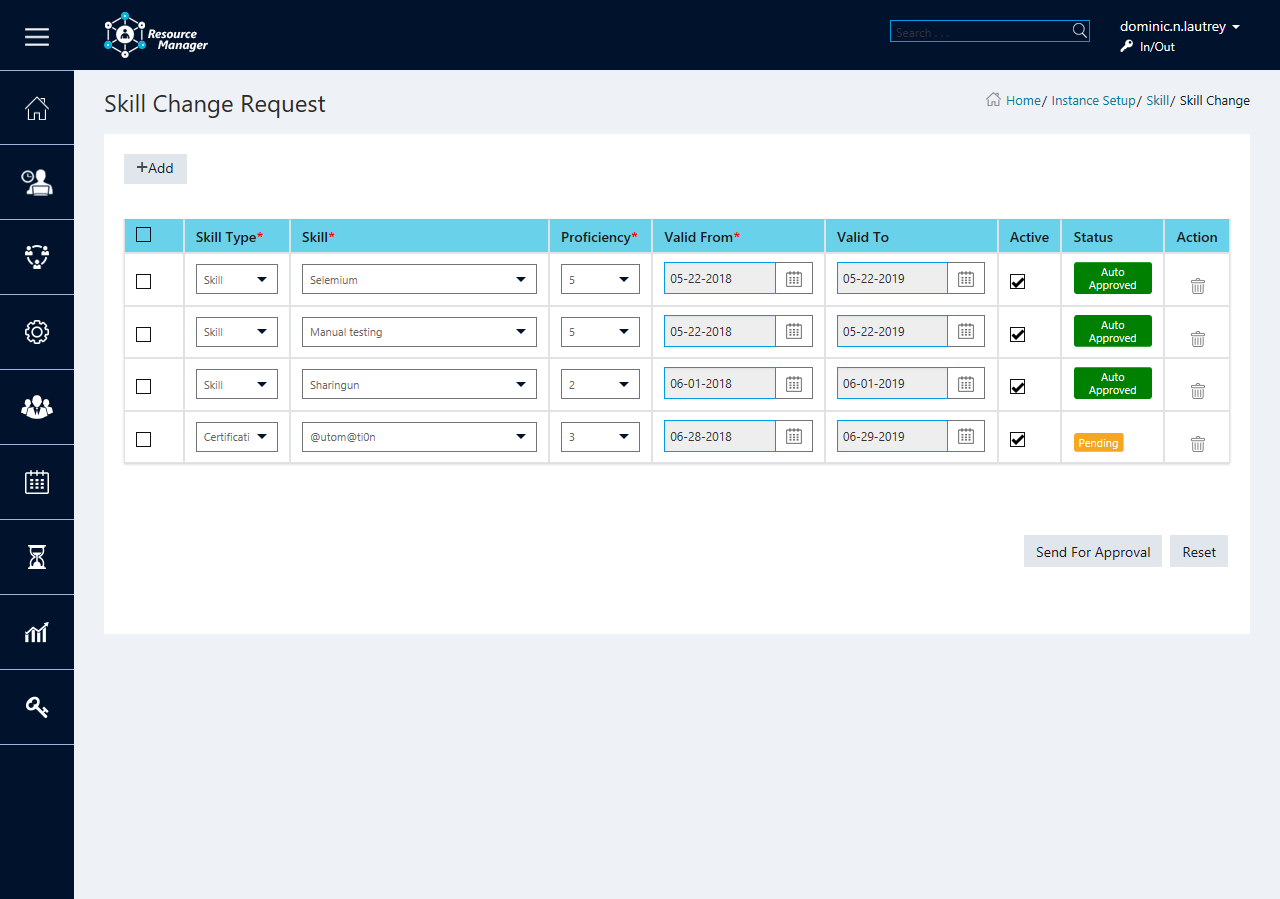 Resource
Manager
Search . . .
dominic.n.lautrey
In/Out
Skill Change Request
Home/ Instance Setup/ Skill/ Skill Change
+Add
Skill Type* Skill* Proficiency* Valid From* Valid To Active Status Action
Skill Selemium 5 05-22-2018 05-22-2019 Auto
Approved
Skill Manual testing 5 05-22-2018 05-22-2019 Auto
Approved
Skill Sharingun 2 06-01-2018 06-01-2019 Auto
Approved
Certificati @utom@ti0n 3 06-28-2018 06-29-2019 Pending
Send For Approval Reset